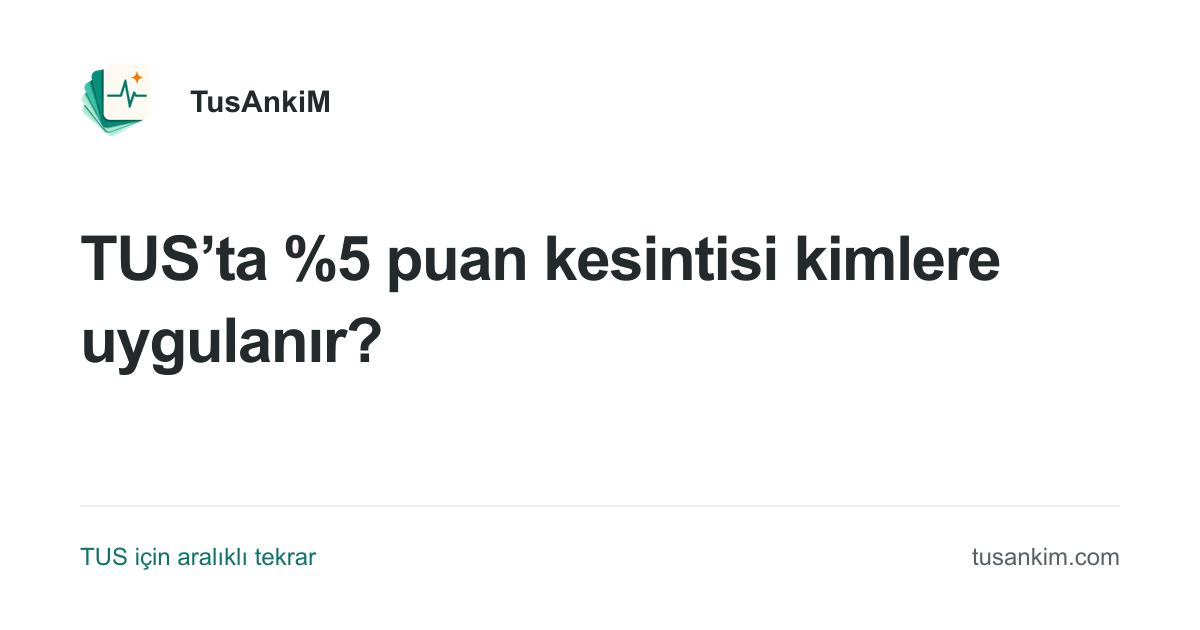 TusAnkiM
TUS’ta %5 puan kesintisi kimlere
uygulanır?
TUS için aralıklı tekrar
tusankim.com